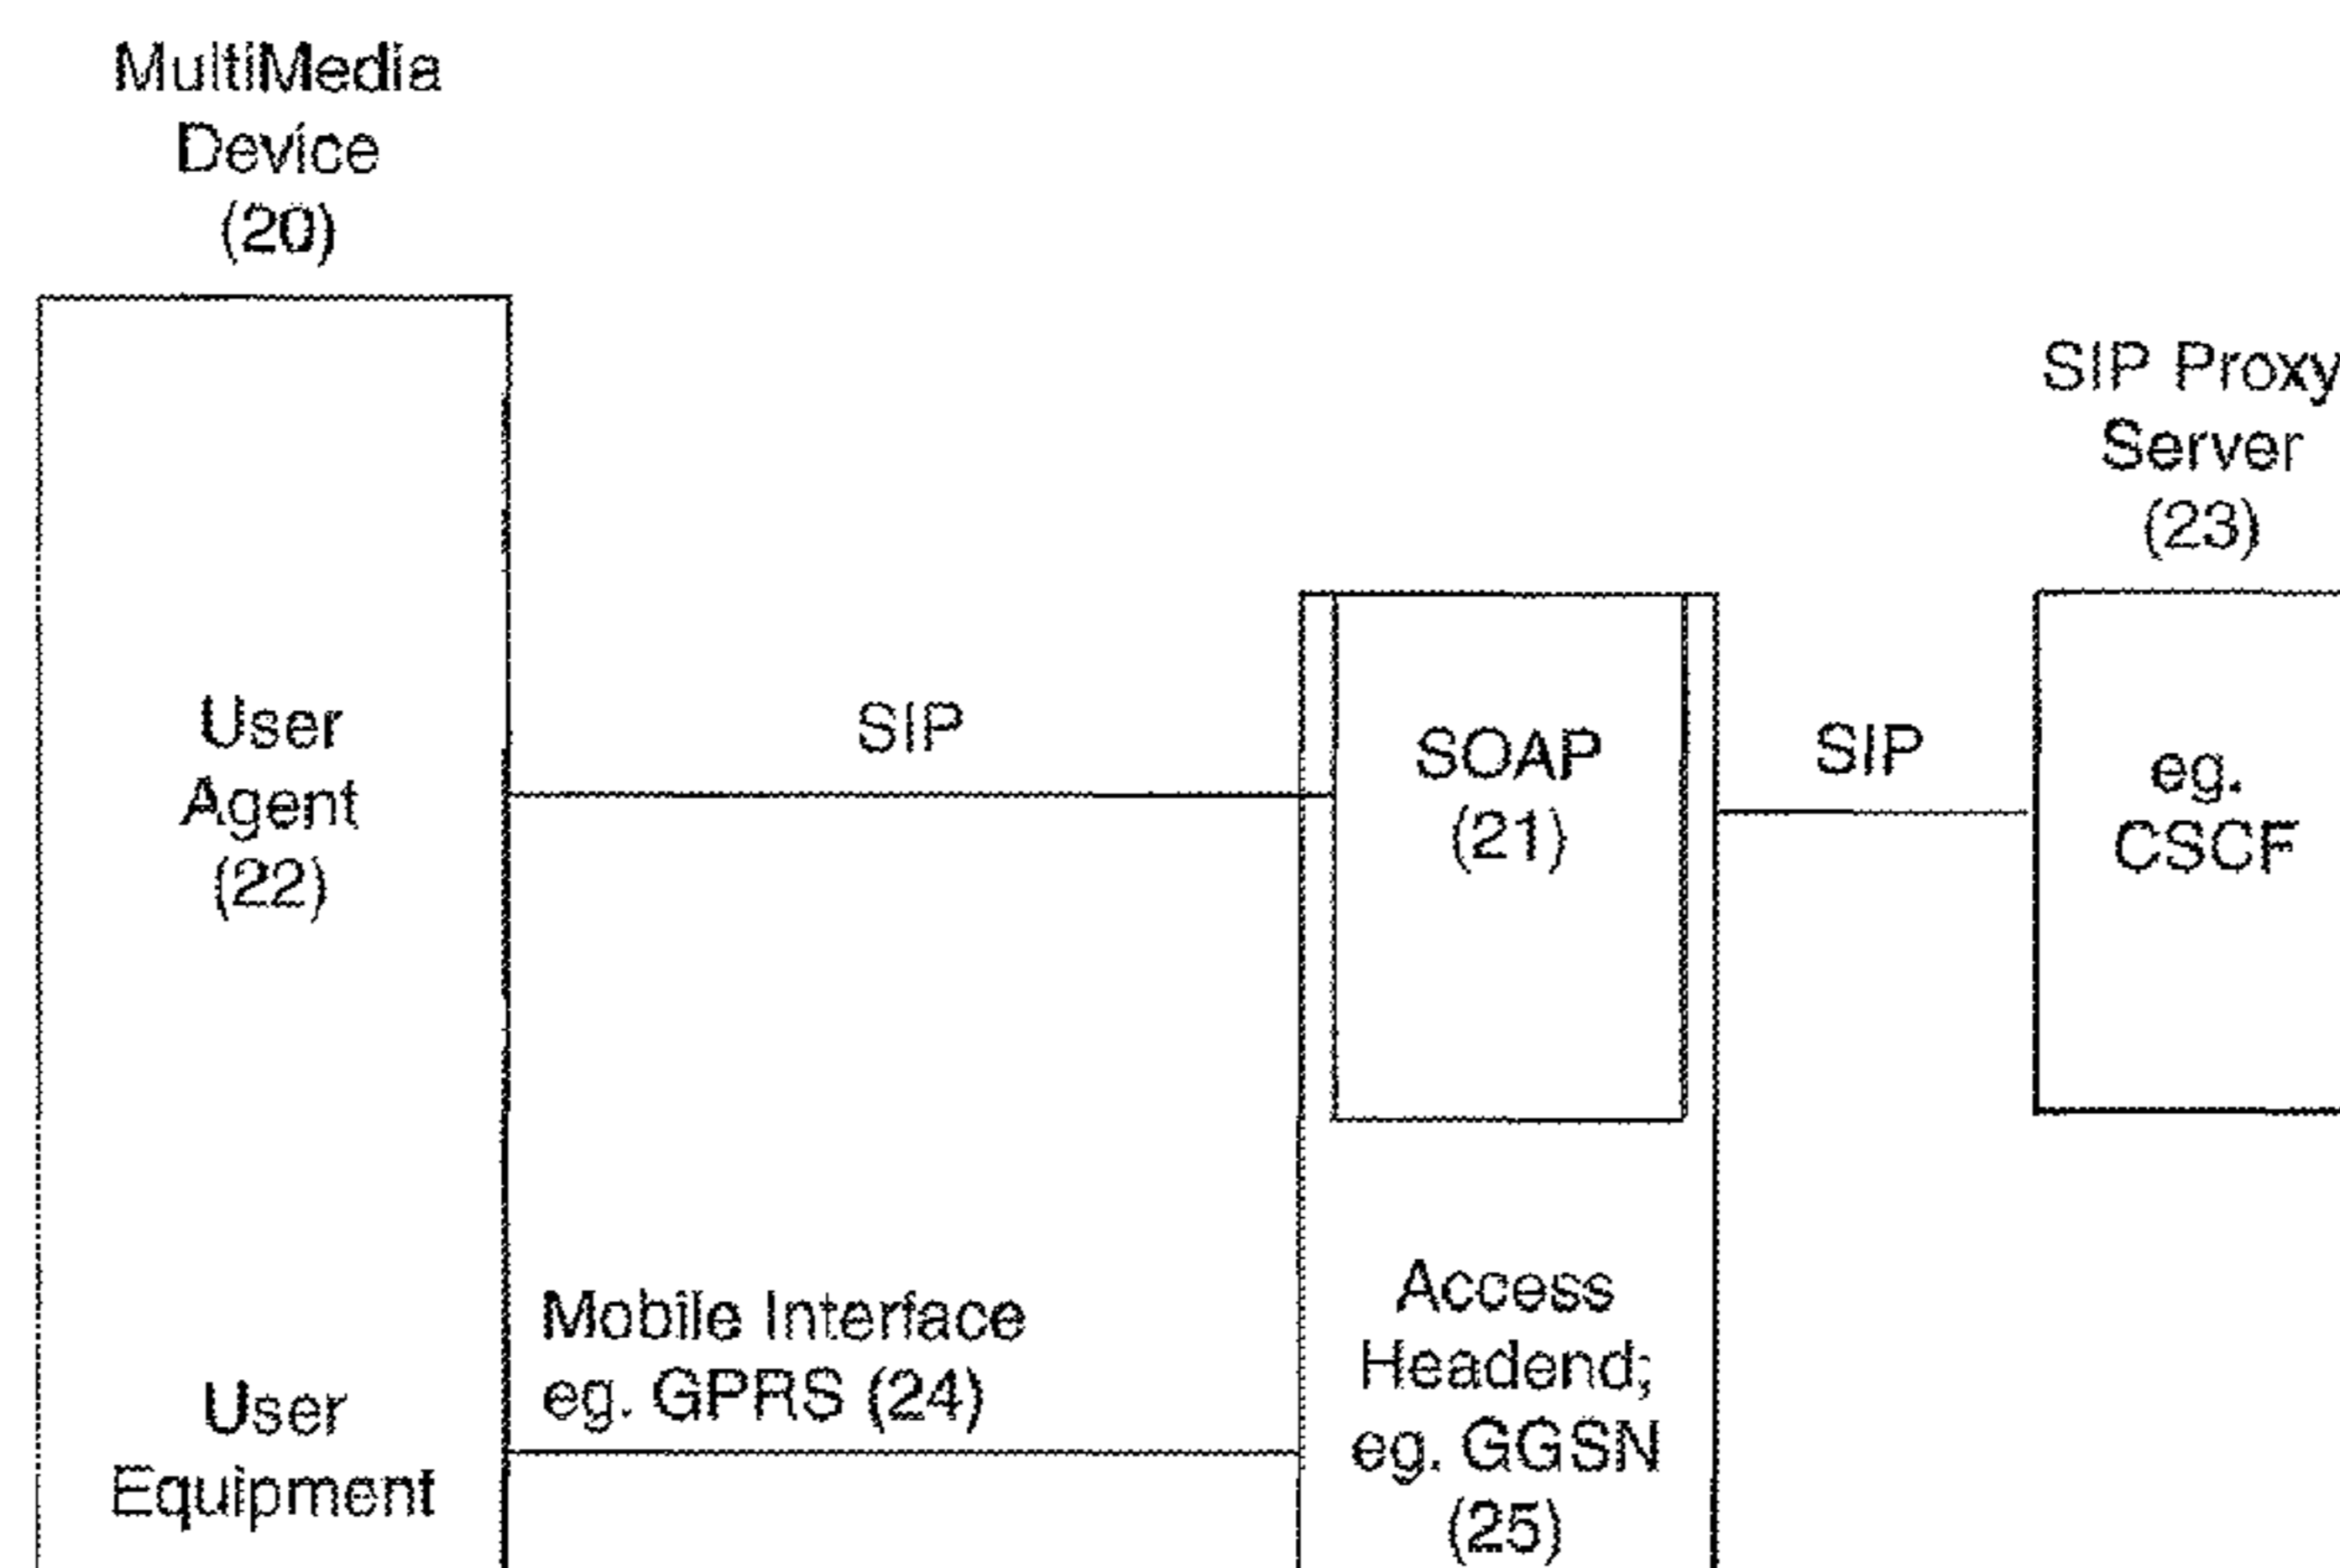 MultiMedia
Device
(20)
SIP Proxy
Server
(23)
User
Agent
(22)
SIP
SOAP
(21)
SIP
eg.
CSCF
Mobile Interface
eg. GPRS (24)
Access
Headend;
eg. GGSN
(25)
User
Equipment